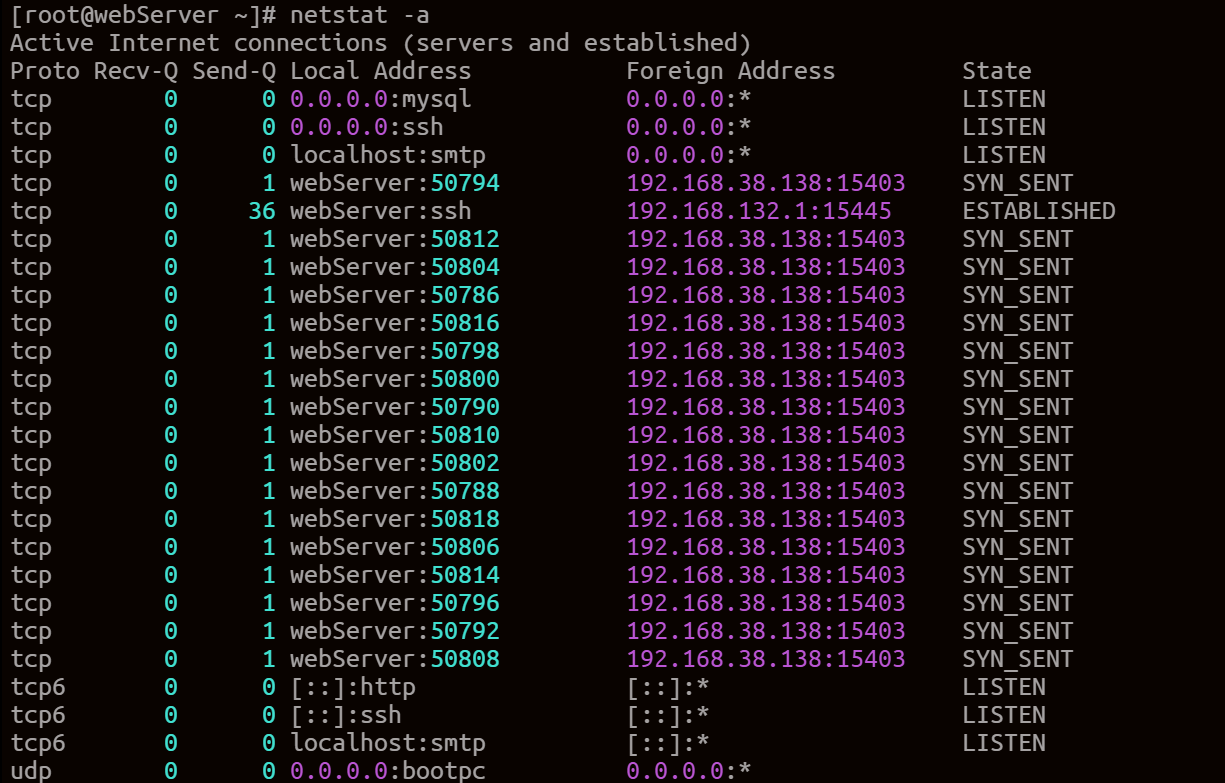 [root@webServer ~]# netstat -a
Active Internet connections (servers and established)
Proto Recv-Q Send-Q Local Address           Foreign Address         State
tcp        0      0 0.0.0.0:mysql           0.0.0.0:*               LISTEN
tcp        0      0 0.0.0.0:ssh             0.0.0.0:*               LISTEN
tcp        0      0 localhost:smtp          0.0.0.0:*               LISTEN
tcp        0      1 webServer:50794         192.168.38.138:15403    SYN_SENT
tcp        0     36 webServer:ssh           192.168.132.1:15445     ESTABLISHED
tcp        0      1 webServer:50812         192.168.38.138:15403    SYN_SENT
tcp        0      1 webServer:50804         192.168.38.138:15403    SYN_SENT
tcp        0      1 webServer:50786         192.168.38.138:15403    SYN_SENT
tcp        0      1 webServer:50816         192.168.38.138:15403    SYN_SENT
tcp        0      1 webServer:50798         192.168.38.138:15403    SYN_SENT
tcp        0      1 webServer:50800         192.168.38.138:15403    SYN_SENT
tcp        0      1 webServer:50790         192.168.38.138:15403    SYN_SENT
tcp        0      1 webServer:50810         192.168.38.138:15403    SYN_SENT
tcp        0      1 webServer:50802         192.168.38.138:15403    SYN_SENT
tcp        0      1 webServer:50788         192.168.38.138:15403    SYN_SENT
tcp        0      1 webServer:50818         192.168.38.138:15403    SYN_SENT
tcp        0      1 webServer:50806         192.168.38.138:15403    SYN_SENT
tcp        0      1 webServer:50814         192.168.38.138:15403    SYN_SENT
tcp        0      1 webServer:50796         192.168.38.138:15403    SYN_SENT
tcp        0      1 webServer:50792         192.168.38.138:15403    SYN_SENT
tcp        0      1 webServer:50808         192.168.38.138:15403    SYN_SENT
tcp6       0      0 [::]:http               [::]:*                  LISTEN
tcp6       0      0 [::]:ssh                [::]:*                  LISTEN
tcp6       0      0 localhost:smtp          [::]:*                  LISTEN
udp        0      0 0.0.0.0:bootpc          0.0.0.0:*